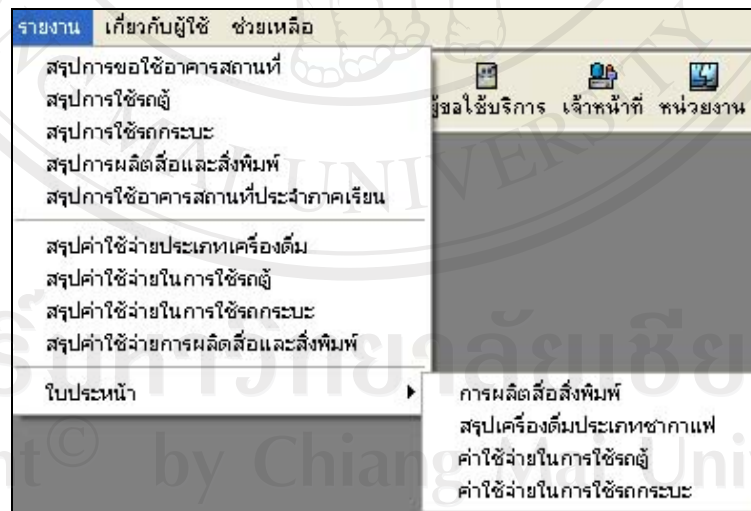 รายงาน เกี่ยวกับผู้ใช้ ช่วยเหลือ
ผู้ขอใช้บริการ เจ้าหน้าที่ หน่วยงาน
สรุปการขอใช้อาคารสถานที่
สรุปการใช้รถตู้
สรุปการใช้รถกระบะ
สรุปการผลิตสื่อและสิ่งพิมพ์
สรุปการใช้อาคารสถานที่ประจำภาคเรียน
สรุปค่าใช้จ่ายประเภทเครื่องดื่ม
สรุปค่าใช้จ่ายในการใช้รถตู้
สรุปค่าใช้จ่ายในการใช้รถกระบะ
สรุปค่าใช้จ่ายการผลิตสื่อและสิ่งพิมพ์
ใบประหน้า
การผลิตสื่อสิ่งพิมพ์
สรุปเครื่องดื่มประเภทชากาแฟ
ค่าใช้จ่ายในการใช้รถตู้
ค่าใช้จ่ายในการใช้รถกระบะ
MAI UNIVERSITY
by Chiang Mai Uni